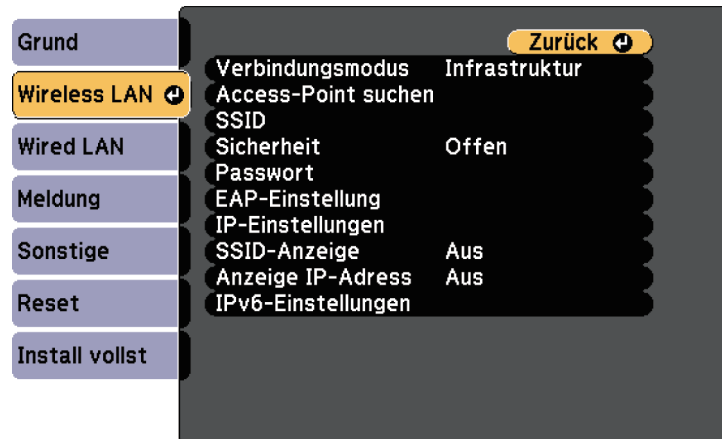 Grund
Wireless LAN
Wired LAN
Meldung
Sonstige
Reset
Install vollst
Zurück
Verbindungsmodus Infrastruktur
Access-Point suchen
SSID
Sicherheit Offen
Passwort
EAP-Einstellung
IP-Einstellungen
SSID-Anzeige Aus
Anzeige IP-Adress Aus
IPv6-Einstellungen